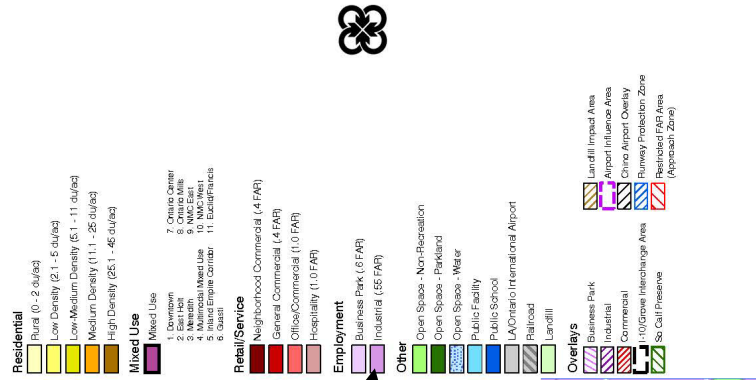 Residential
Rural (0 - 2 du/ac)
Low Density (2.1 - 5 du/ac)
Low-Medium Density (5.1 - 11 du/ac)
Medium Density (11.1 - 25 du/ac)
High Density (25.1 - 45 du/ac)
Mixed Use
Mixed Use
1. Downtown
2. East Holt
3. Meredith
4. Multimodal Mixed Use
5. Inland Empire Corridor
6. Guasti
7. Ontario Center
8. Ontario Mills
9. NMC East
10. NMC West
11. Euclid/Francis
Retail/Service
Neighborhood Commercial (.4 FAR)
General Commercial (.4 FAR)
Office/Commercial (1.0 FAR)
Hospitality (1.0 FAR)
Employment
Business Park (.6 FAR)
Industrial (.55 FAR)
Other
Open Space - Non-Recreation
Open Space - Parkland
Open Space - Water
Public Facility
Public School
LA/Ontario International Airport
Railroad
Landfill
Overlays
Business Park
Industrial
Commercial
I-10/Grove Interchange Area
So Calif Preserve
Landfill Impact Area
Airport Influence Area
Chino Airport Overlay
Runway Protection Zone
Restricted FAR Area
(Approach Zone)